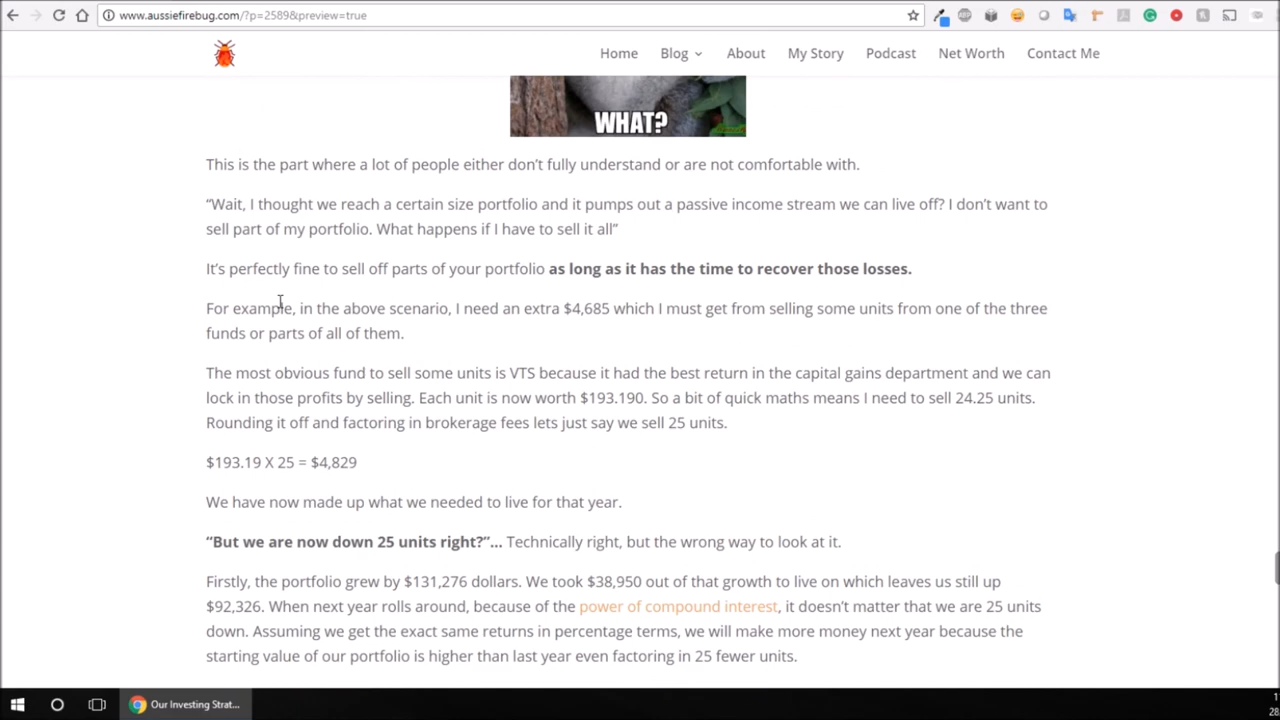 www.aussiefirebug.com/?p=2589&preview=true
Home Blog About My Story Podcast Net Worth Contact Me
WHAT?
This is the part where a lot of people either don’t fully understand or are not comfortable with.
“Wait, I thought we reach a certain size portfolio and it pumps out a passive income stream we can live off? I don’t want to
sell part of my portfolio. What happens if I have to sell it all”
It’s perfectly fine to sell off parts of your portfolio as long as it has the time to recover those losses.
For example, in the above scenario, I need an extra $4,685 which I must get from selling some units from one of the three
funds or parts of all of them.
The most obvious fund to sell some units is VTS because it had the best return in the capital gains department and we can
lock in those profits by selling. Each unit is now worth $193.190. So a bit of quick maths means I need to sell 24.25 units.
Rounding it off and factoring in brokerage fees lets just say we sell 25 units.
$193.19 X 25 = $4,829
We have now made up what we needed to live for that year.
“But we are now down 25 units right?”... Technically right, but the wrong way to look at it.
Firstly, the portfolio grew by $131,276 dollars. We took $38,950 out of that growth to live on which leaves us still up
$92,326. When next year rolls around, because of the power of compound interest, it doesn’t matter that we are 25 units
down. Assuming we get the exact same returns in percentage terms, we will make more money next year because the
starting value of our portfolio is higher than last year even factoring in 25 fewer units.
Our Investing Strat...